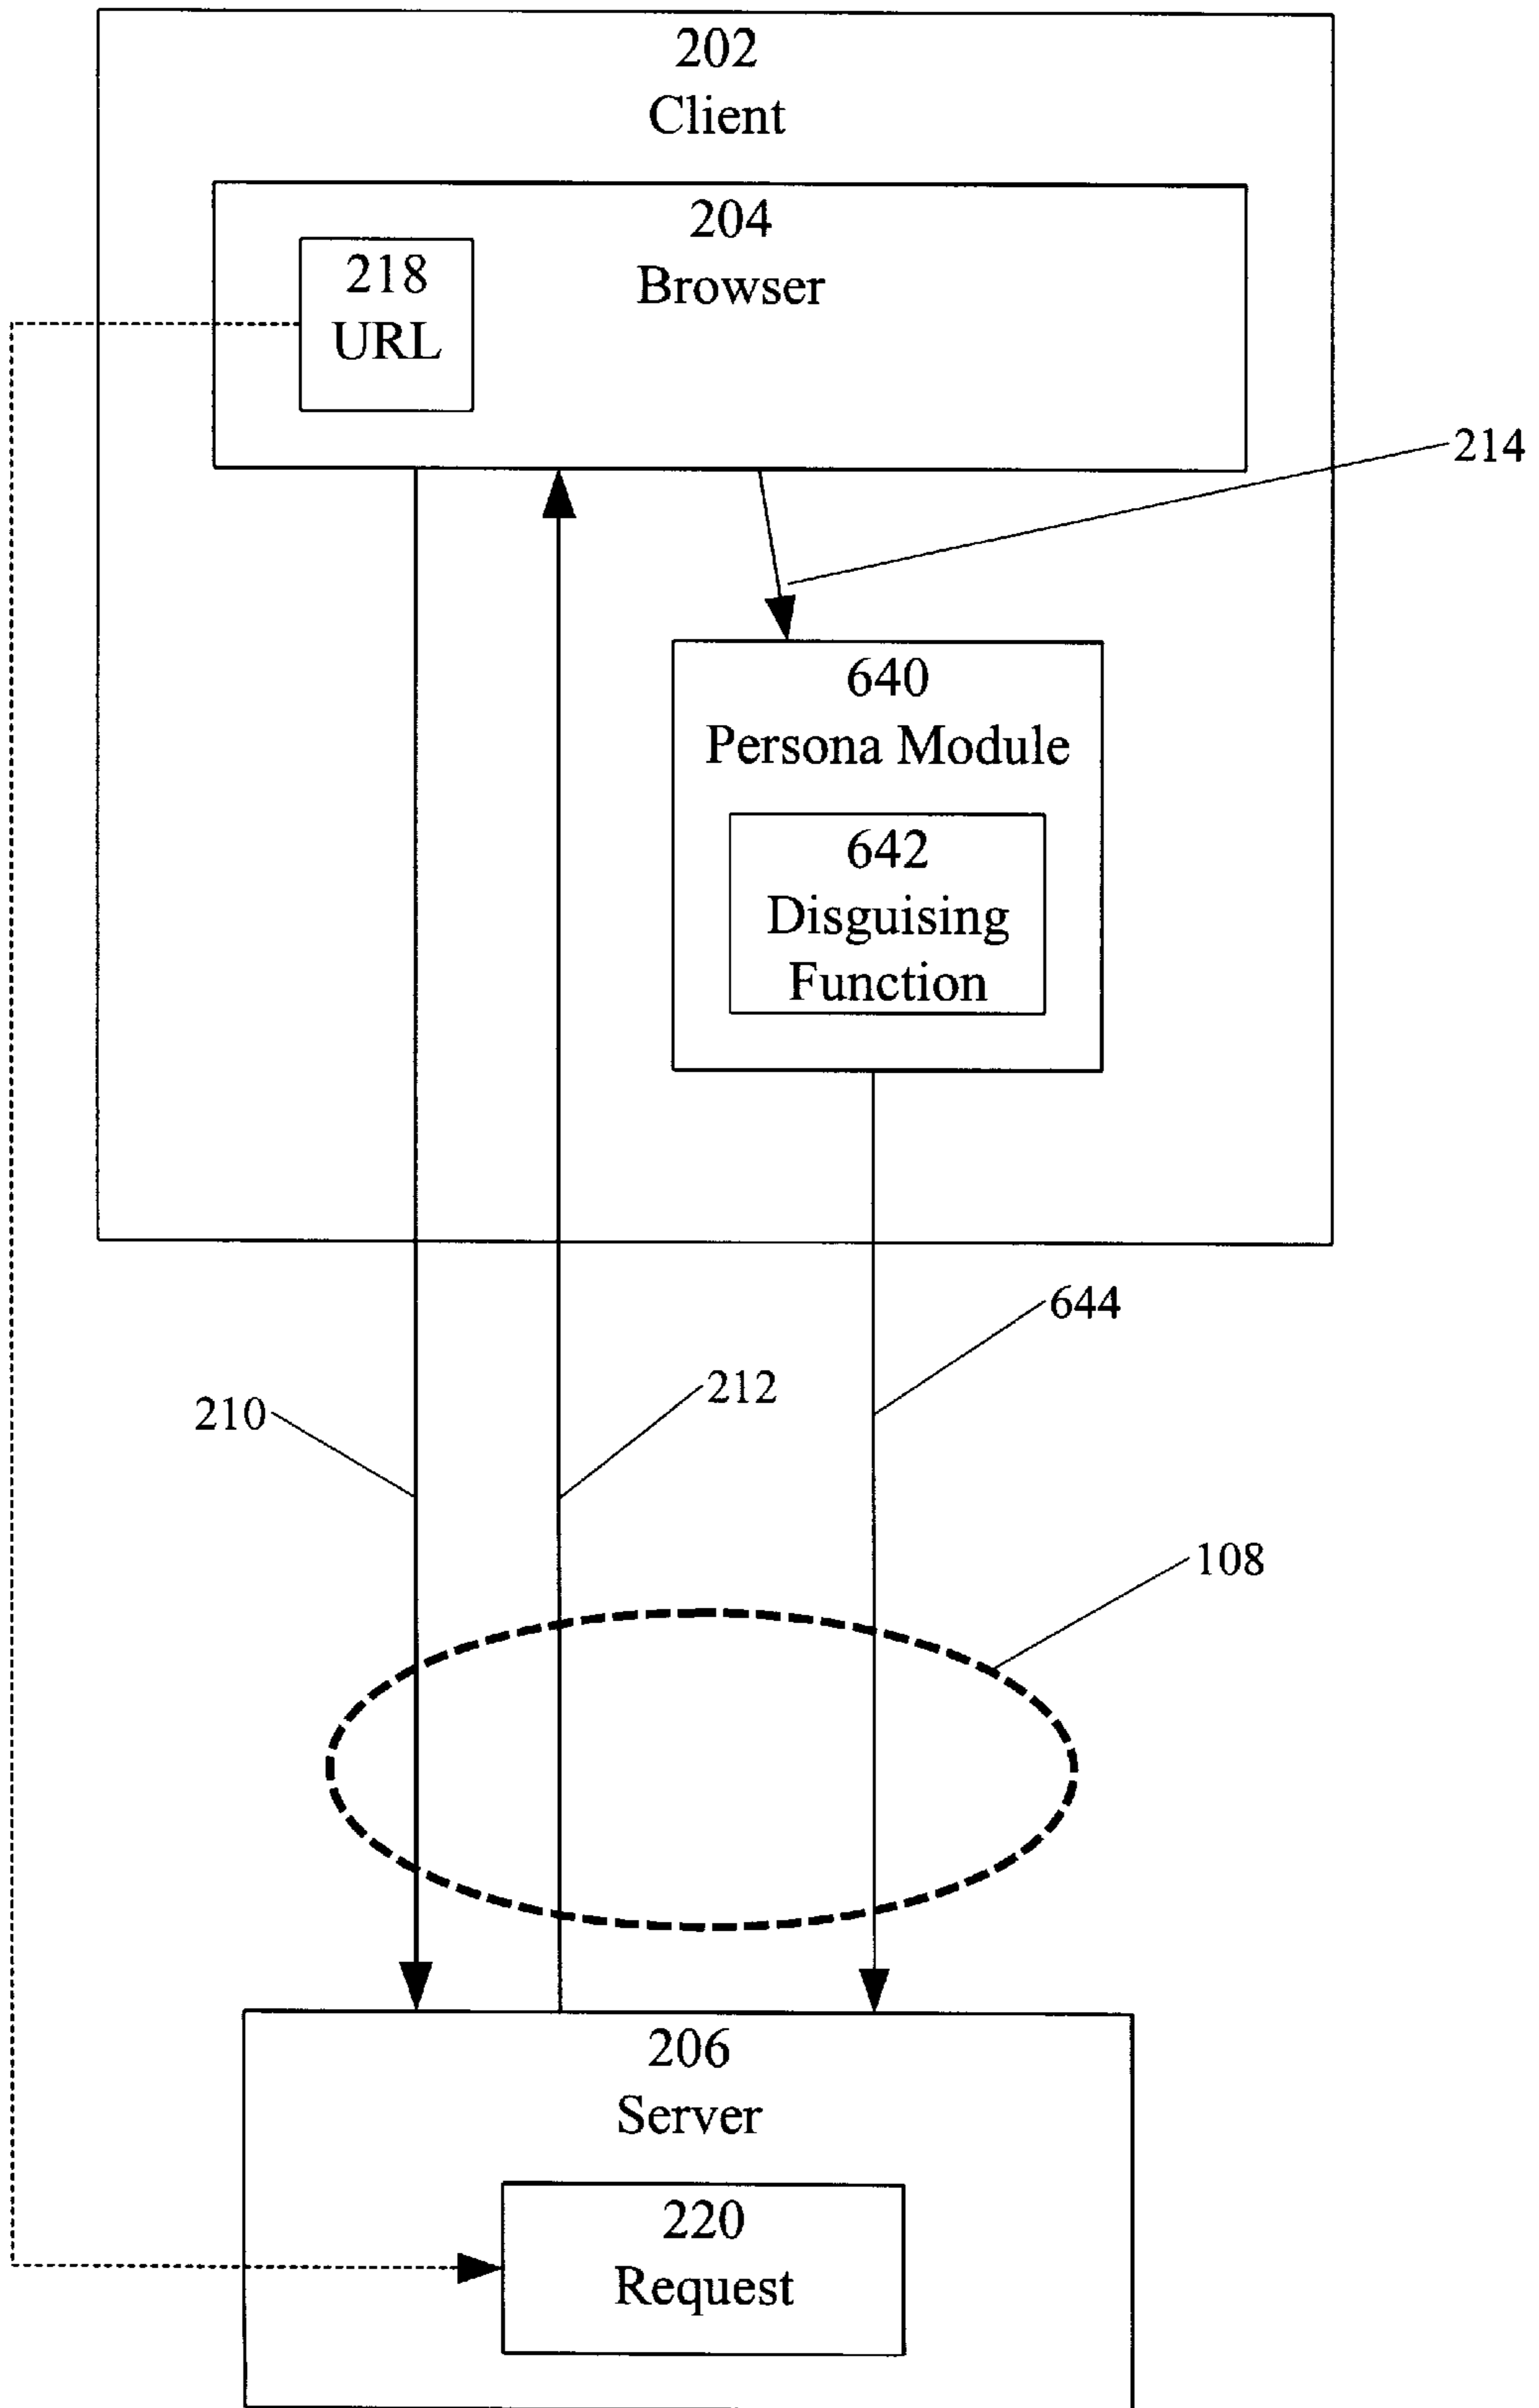 202
Client
204
Browser
218
URL
214
640
Persona Module
642
Disguising
Function
644
212
210
108
206
Server
220
Request